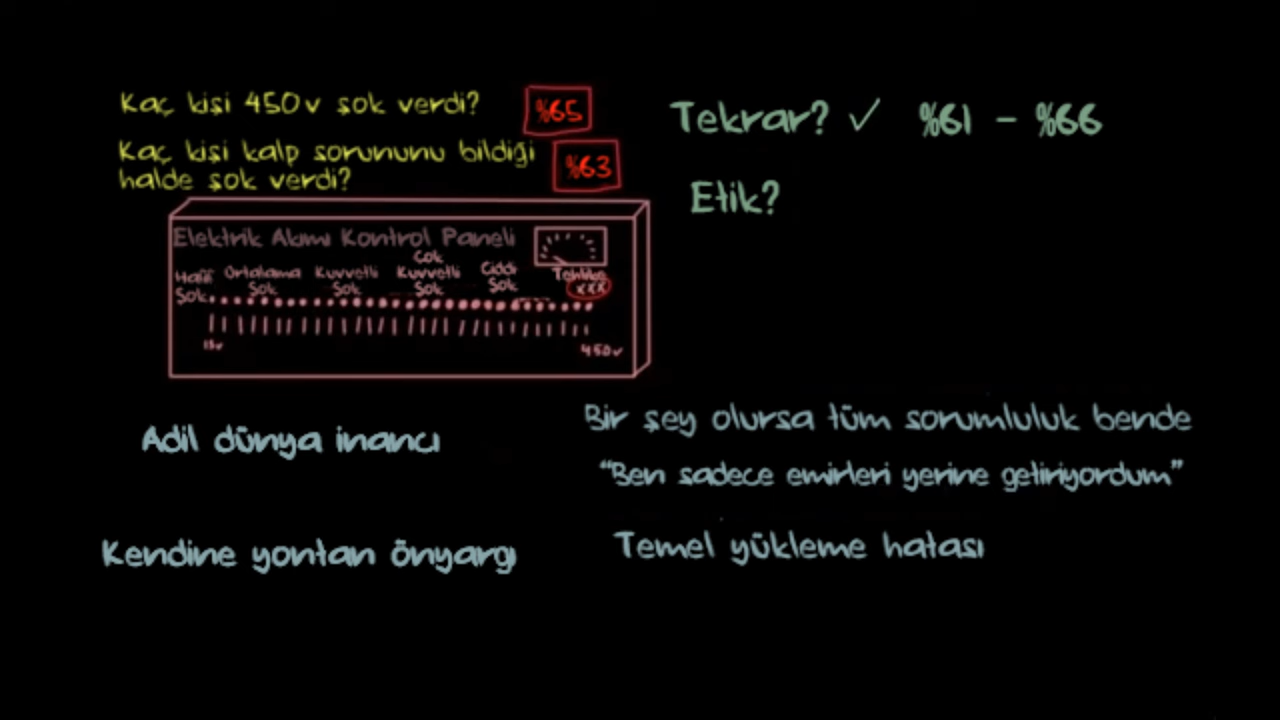 Kaç kişi 450v şok verdi? %65
Kaç kişi kalp sorununu bildiği
halde şok verdi? %63
Tekrar? ✓ %61 - %66
Etik?
Elektrik Akımı Kontrol Paneli
Hafif Şok
Ortalama Şok
Kuvvetli Şok
Çok Kuvvetli Şok
Ciddi Şok
Tehlike
XXX
15v
450v
Adil dünya inancı
Bir şey olursa tüm sorumluluk bende
"Ben sadece emirleri yerine getiriyordum"
Kendine yontan önyargı
Temel yükleme hatası